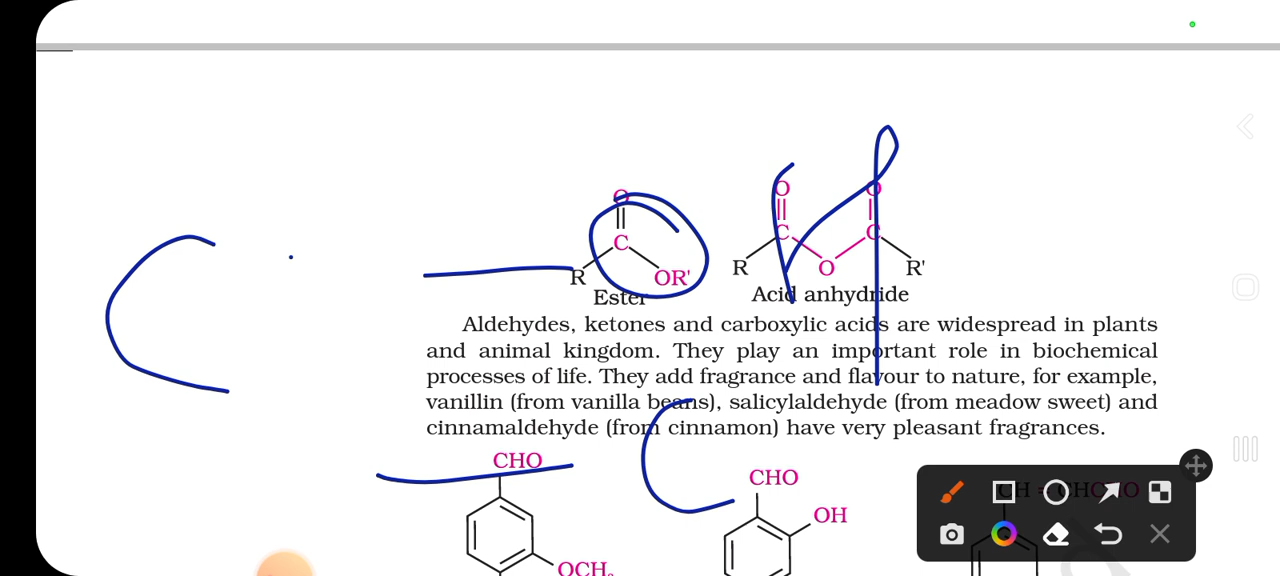 O O O
C C C
R OR' R O R'
Ester Acid anhydride
Aldehydes, ketones and carboxylic acids are widespread in plants
and animal kingdom. They play an important role in biochemical
processes of life. They add fragrance and flavour to nature, for example,
vanillin (from vanilla beans), salicylaldehyde (from meadow sweet) and
cinnamaldehyde (from cinnamon) have very pleasant fragrances.
CHO CHO CH = CHCHO
OH
OCH₃